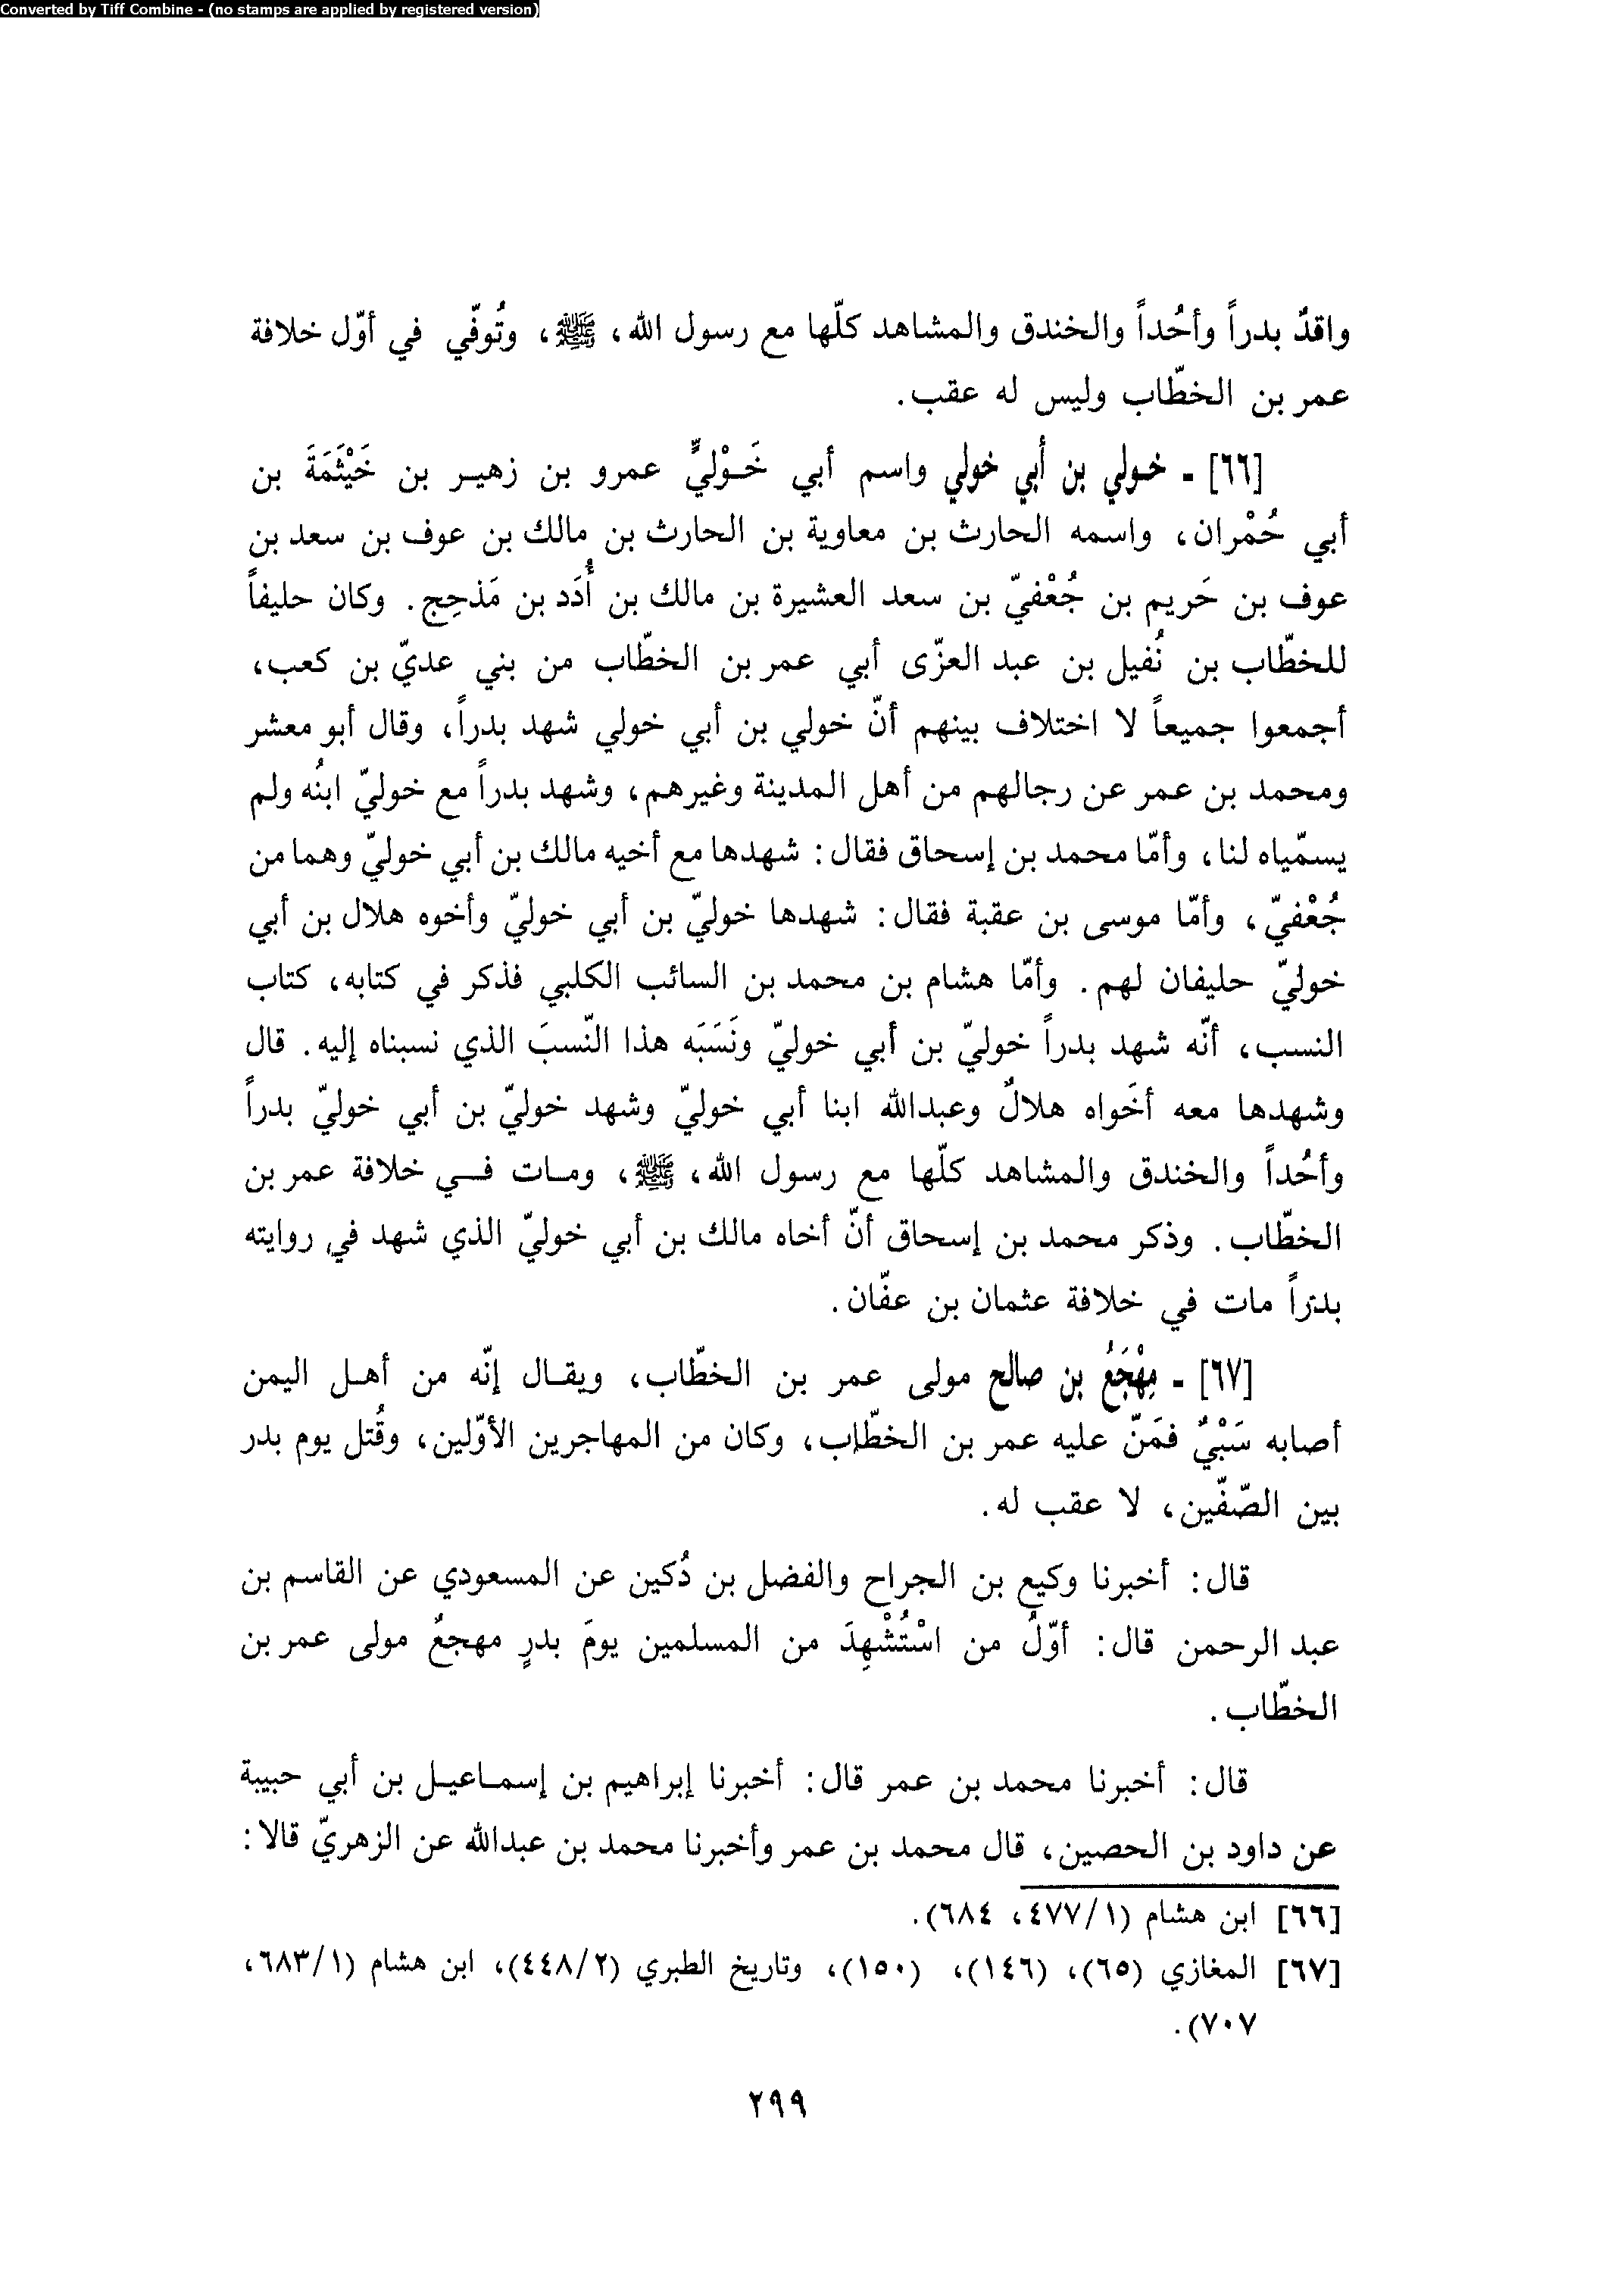 Converted by Tiff Combine - (no stamps are applied by registered version)
واقدٌ بدراً وأحُداً والخندق والمشاهد كلّها مع رسول الله، ﷺ، وتُوفّي في أوّل خلافة
عمر بن الخطّاب وليس له عقب.
[٦٦] - خولي بن أبي خولي واسم أبي خَوْليٍّ عمرو بن زهير بن خَيْثَمَةَ بن
أبي حُمْران، واسمه الحارث بن معاوية بن الحارث بن مالك بن عوف بن سعد بن
عوف بن حَريم بن جُعْفيّ بن سعد العشيرة بن مالك بن أُدَد بن مَذحِج. وكان حليفاً
للخطّاب بن نُفيل بن عبد العزّى أبي عمر بن الخطّاب من بني عديّ بن كعب،
أجمعوا جميعاً لا اختلاف بينهم أنّ خولي بن أبي خولي شهد بدراً، وقال أبو معشر
ومحمد بن عمر عن رجالهم من أهل المدينة وغيرهم، وشهد بدراً مع خوليّ ابنُه ولم
يسمّياه لنا، وأمّا محمد بن إسحاق فقال: شهدها مع أخيه مالك بن أبي خوليّ وهما من
جُعْفيّ، وأمّا موسى بن عقبة فقال: شهدها خوليّ بن أبي خوليّ وأخوه هلال بن أبي
خوليّ حليفان لهم. وأمّا هشام بن محمد بن السائب الكلبي فذكر في كتابه، كتاب
النسب، أنّه شهد بدراً خوليّ بن أبي خوليّ ونَسَبَه هذا النّسبَ الذي نسبناه إليه. قال
وشهدها معه أخَواه هلالٌ وعبدالله ابنا أبي خوليّ وشهد خوليّ بن أبي خوليّ بدراً
وأحُداً والخندق والمشاهد كلّها مع رسول الله، ﷺ، ومات في خلافة عمر بن
الخطّاب. وذكر محمد بن إسحاق أنّ أخاه مالك بن أبي خوليّ الذي شهد في روايته
بدراً مات في خلافة عثمان بن عفّان.
[٦٧] - مِهْجَعُ بن صالح مولى عمر بن الخطّاب، ويقال إنّه من أهل اليمن
أصابه سَبْيٌ فمَنّ عليه عمر بن الخطّاب، وكان من المهاجرين الأوّلين، وقُتل يوم بدر
بين الصّفّين، لا عقب له.
قال: أخبرنا وكيع بن الجراح والفضل بن دُكين عن المسعودي عن القاسم بن
عبد الرحمن قال: أوّلُ من اسْتُشْهِدَ من المسلمين يومَ بدرٍ مهجعٌ مولى عمر بن
الخطّاب.
قال: أخبرنا محمد بن عمر قال: أخبرنا إبراهيم بن إسماعيل بن أبي حبيبة
عن داود بن الحصين، قال محمد بن عمر وأخبرنا محمد بن عبدالله عن الزهريّ قالا:
[٦٦] ابن هشام (٤٧٧/١، ٦٨٤).
[٦٧] المغازي (٦٥)، (١٤٦)، (١٥٠)، وتاريخ الطبري (٤٤٨/٢)، ابن هشام (٦٨٣/١،
٧٠٧).
٢٩٩